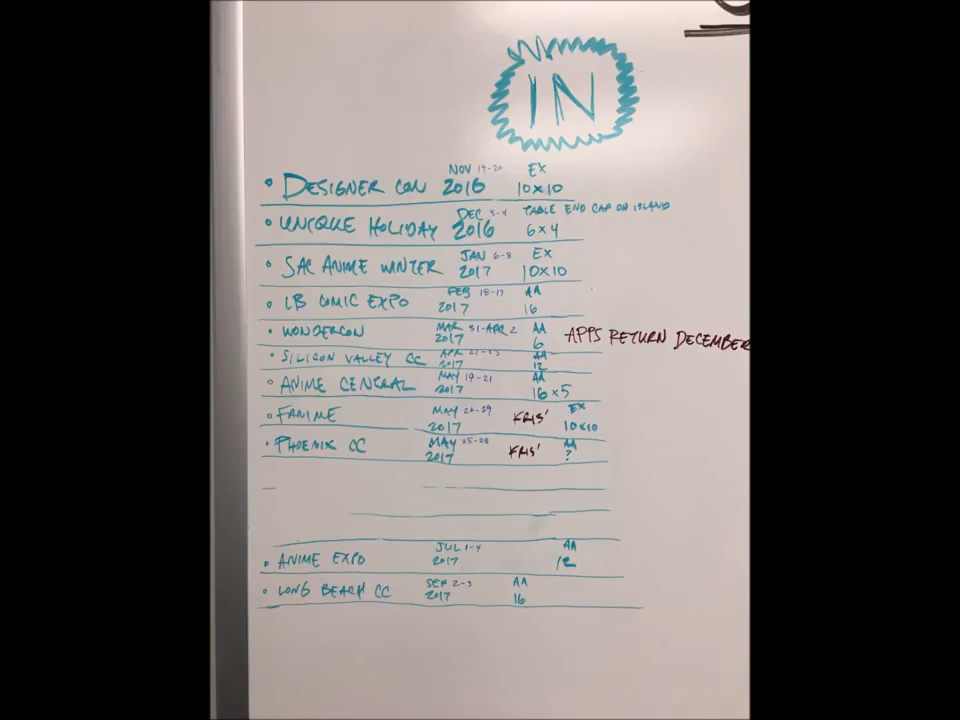 IN
NOV 19-20 EX
• DESIGNER CON 2016 10x10
DEC 3-4 TABLE END CAP ON ISLAND
• UNIQUE HOLIDAY 2016 6x4
JAN 6-8 EX
• SAC ANIME WINTER 2017 10x10
FEB 18-19 AA
• LB COMIC EXPO 2017 16
MAR 31-APR 2 AA
• WONDERCON 2017 6 APPS RETURN DECEMBER
APR 21-23 AA
• SILICON VALLEY CC 2017 12
MAY 19-21 AA
• ANIME CENTRAL 2017 16x5
MAY 26-29 EX
• FANIME 2017 KRIS' 10x10
MAY 25-28 AA
• PHOENIX CC 2017 KRIS' ?
JUL 1-4 AA
• ANIME EXPO 2017 12
SEP 2-3 AA
• LONG BEACH CC 2017 16